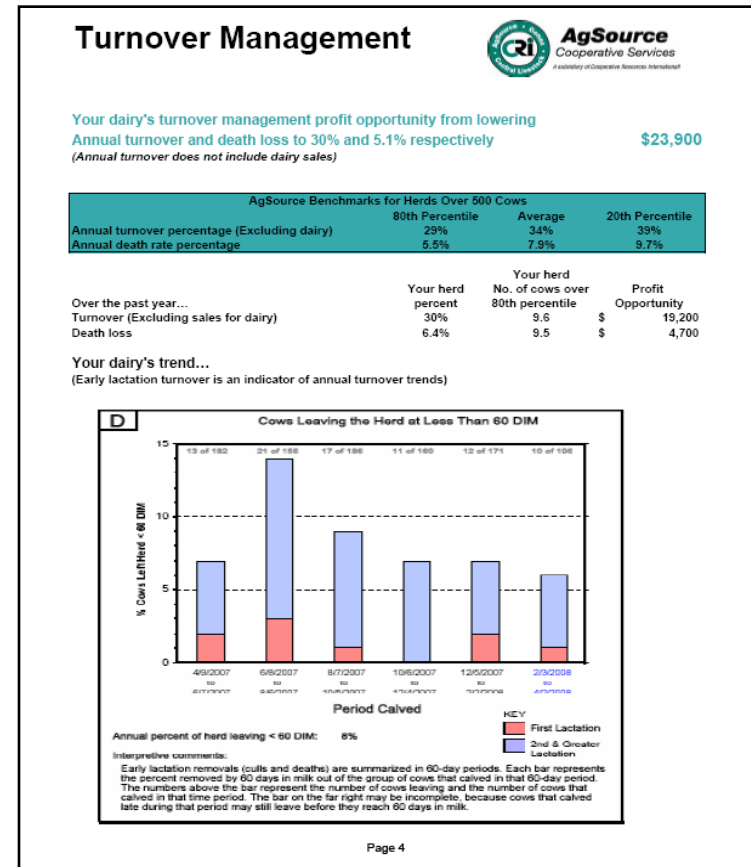 Turnover Management
CRI
AgSource
Cooperative Services
A subsidiary of Cooperative Resources International
Your dairy's turnover management profit opportunity from lowering
Annual turnover and death loss to 30% and 5.1% respectively $23,900
(Annual turnover does not include dairy sales)
AgSource Benchmarks for Herds Over 500 Cows
80th Percentile Average 20th Percentile
Annual turnover percentage (Excluding dairy) 29% 34% 39%
Annual death rate percentage 5.5% 7.9% 9.7%
Your herd
Your herd No. of cows over Profit
Over the past year... percent 80th percentile Opportunity
Turnover (Excluding sales for dairy) 30% 9.6 $ 19,200
Death loss 6.4% 9.5 $ 4,700
Your dairy's trend...
(Early lactation turnover is an indicator of annual turnover trends)
D Cows Leaving the Herd at Less Than 60 DIM
15
13 of 182 21 of 156 17 of 186 11 of 160 12 of 171 10 of
% Cows Left Herd < 60 DIM
10
5
0
4/9/2007 6/8/2007 8/7/2007 10/6/2007 12/5/2007 2/3/2008
to to to to to to
Period Calved
KEY
First Lactation
2nd & Greater
Lactation
Annual percent of herd leaving < 60 DIM: 8%
Interpretive comments:
Early lactation removals (culls and deaths) are summarized in 60-day periods. Each bar represents
the percent removed by 60 days in milk out of the group of cows that calved in that 60-day period.
The numbers above the bar represent the number of cows leaving and the number of cows that
calved in that time period. The bar on the far right may be incomplete, because cows that calved
late during that period may still leave before they reach 60 days in milk.
Page 4